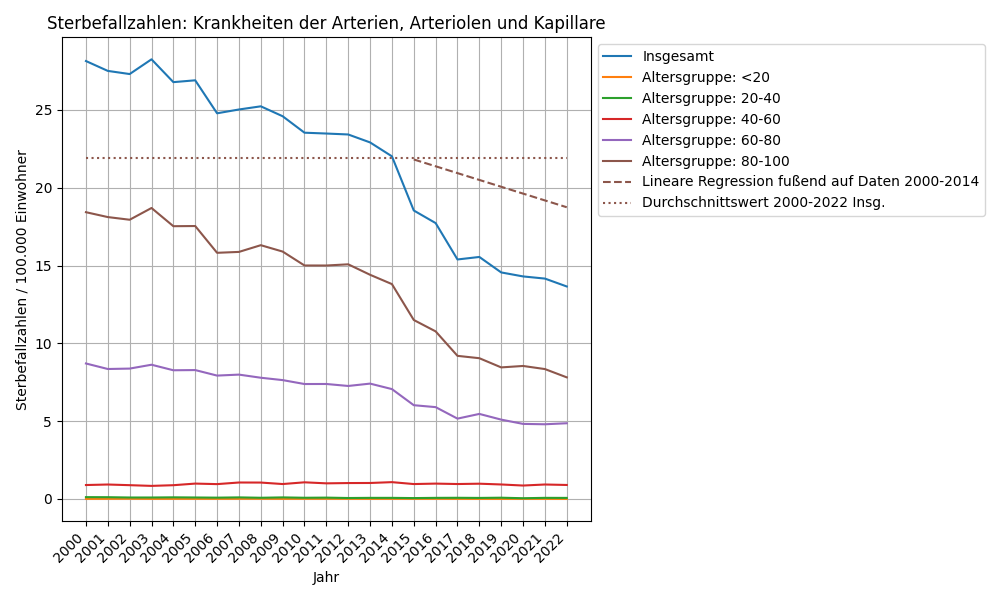 Sterbefallzahlen: Krankheiten der Arterien, Arteriolen und Kapillare
Sterbefallzahlen / 100.000 Einwohner
25
20
15
10
5
0
2000
2001
2002
2003
2004
2005
2006
2007
2008
2009
2010
2011
2012
2013
2014
2015
2016
2017
2018
2019
2020
2021
2022
Jahr
Insgesamt
Altersgruppe: <20
Altersgruppe: 20-40
Altersgruppe: 40-60
Altersgruppe: 60-80
Altersgruppe: 80-100
Lineare Regression fußend auf Daten 2000-2014
Durchschnittswert 2000-2022 Insg.